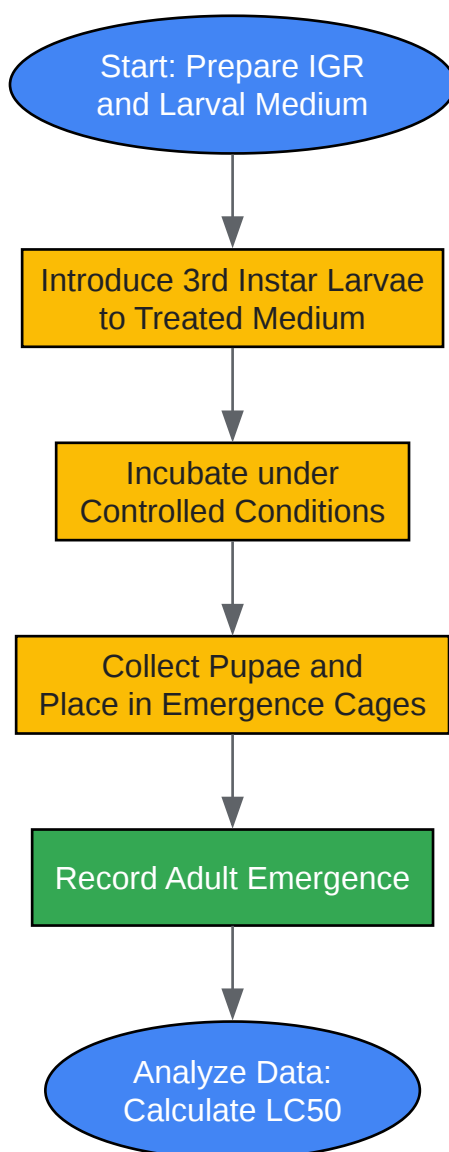 Start: Prepare IGR
and Larval Medium
Introduce 3rd Instar Larvae
to Treated Medium
Incubate under
Controlled Conditions
Collect Pupae and
Place in Emergence Cages
Record Adult Emergence
Analyze Data:
Calculate LC50